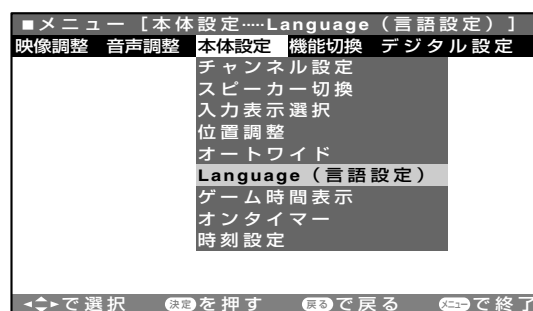 ■メニュー [本体設定……Language（言語設定）]
映像調整 音声調整 本体設定 機能切換 デジタル設定
チャンネル設定
スピーカー切換
入力表示選択
位置調整
オートワイド
Language（言語設定）
ゲーム時間表示
オンタイマー
時刻設定
で選択 決定を押す 戻るで戻る メニューで終了